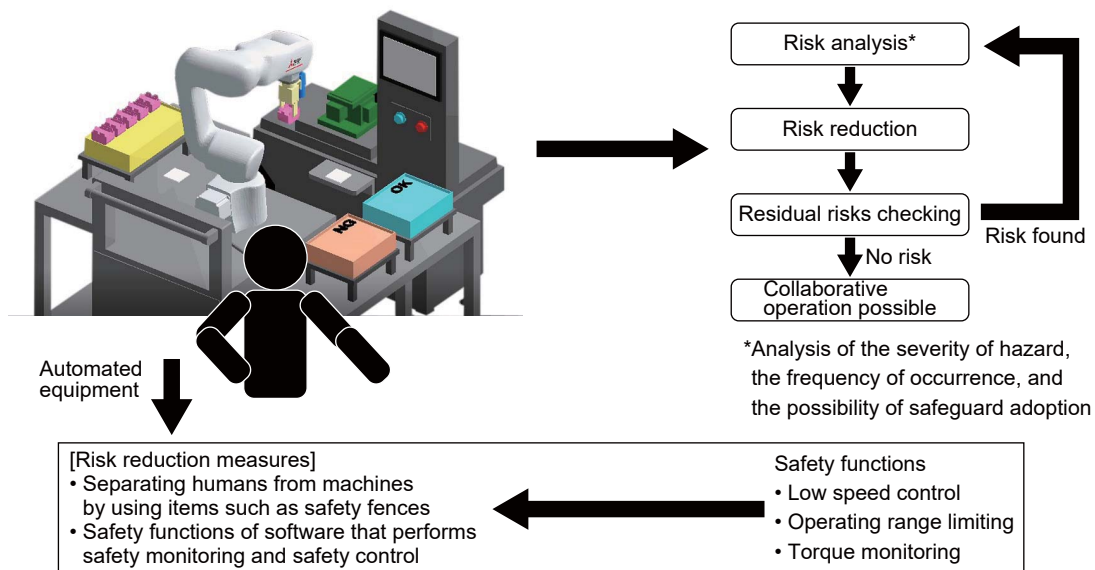 Risk analysis*
Risk reduction
Residual risks checking
Risk found
No risk
Collaborative
operation possible
*Analysis of the severity of hazard,
the frequency of occurrence, and
the possibility of safeguard adoption
OK
NG
Automated
equipment
[Risk reduction measures]
• Separating humans from machines
by using items such as safety fences
• Safety functions of software that performs
safety monitoring and safety control
Safety functions
• Low speed control
• Operating range limiting
• Torque monitoring